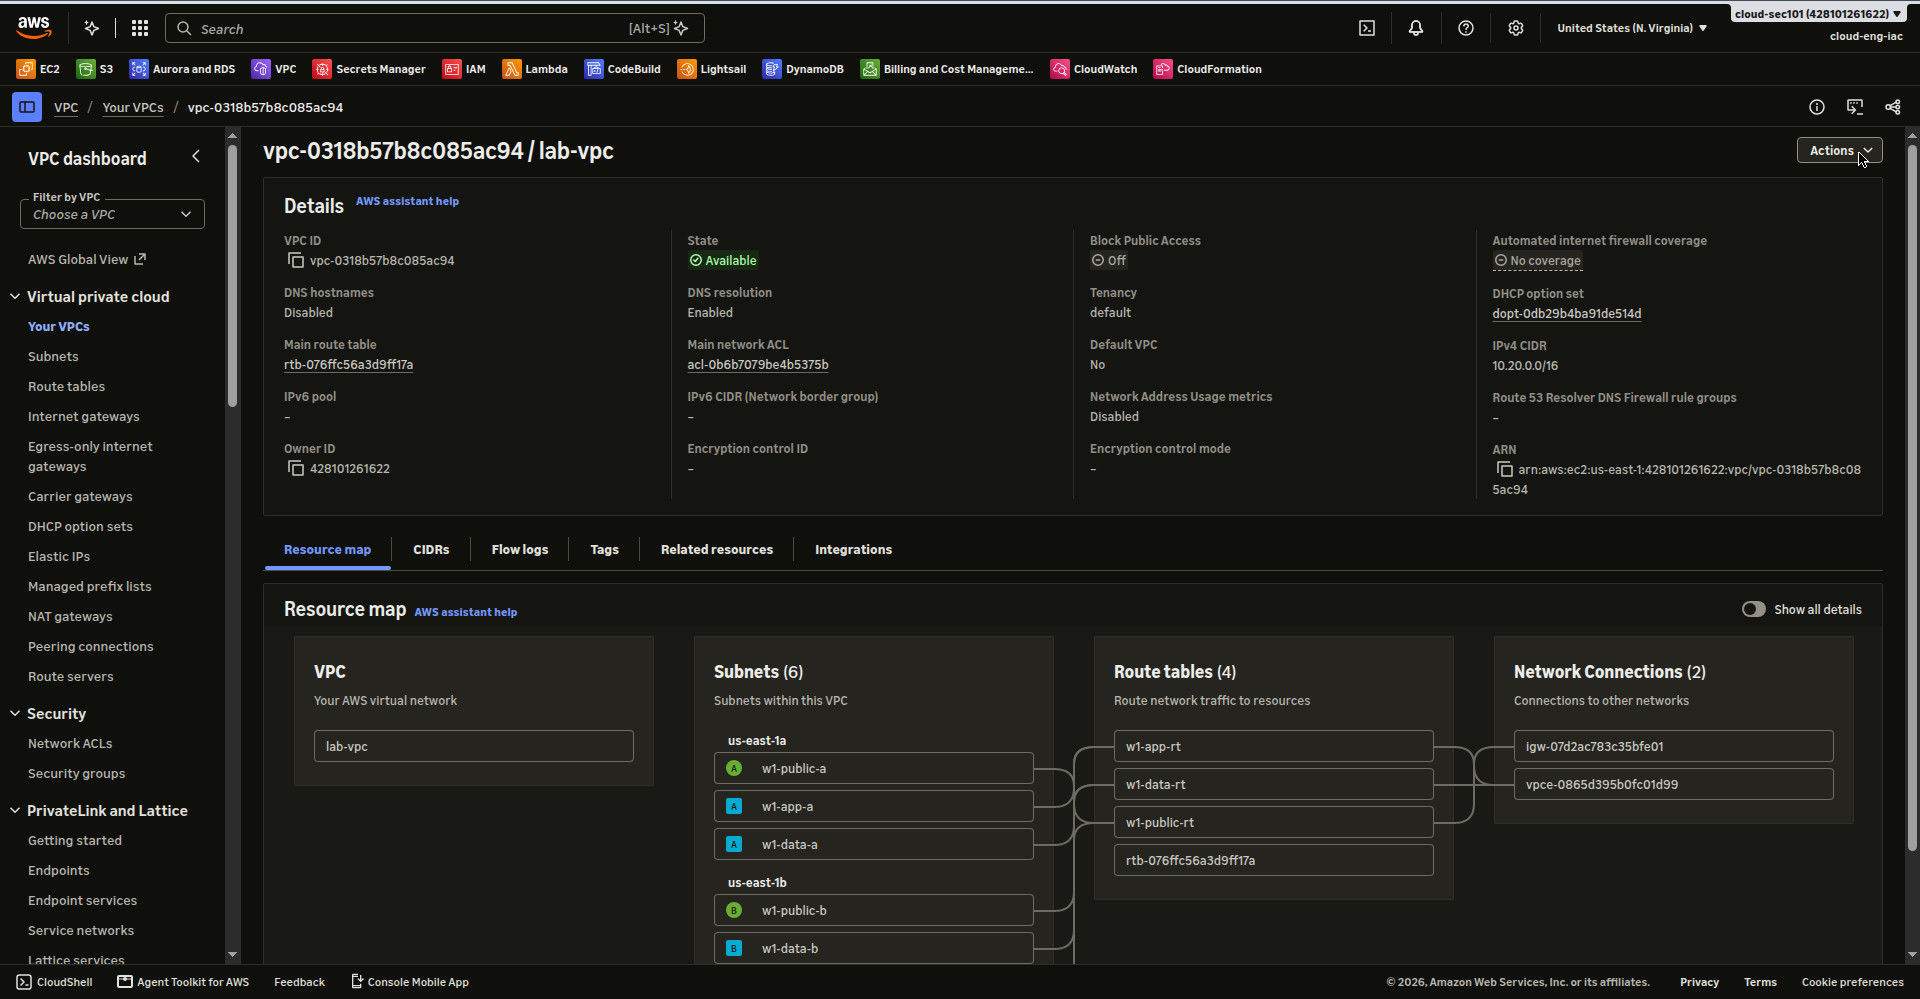 aws
Search
[Alt+S]
United States (N. Virginia)
cloud-sec101 (428101261622)
cloud-eng-iac
EC2
S3
Aurora and RDS
VPC
Secrets Manager
IAM
Lambda
CodeBuild
Lightsail
DynamoDB
Billing and Cost Manageme...
CloudWatch
CloudFormation
VPC / Your VPCs / vpc-0318b57b8c085ac94
VPC dashboard
Filter by VPC
Choose a VPC
AWS Global View
Virtual private cloud
Your VPCs
Subnets
Route tables
Internet gateways
Egress-only internet
gateways
Carrier gateways
DHCP option sets
Elastic IPs
Managed prefix lists
NAT gateways
Peering connections
Route servers
Security
Network ACLs
Security groups
PrivateLink and Lattice
Getting started
Endpoints
Endpoint services
Service networks
Lattice services
vpc-0318b57b8c085ac94 / lab-vpc
Actions
Details
AWS assistant help
VPC ID
vpc-0318b57b8c085ac94
State
Available
Block Public Access
Off
Automated internet firewall coverage
No coverage
DNS hostnames
Disabled
DNS resolution
Enabled
Tenancy
default
DHCP option set
dopt-0db29b4ba91de514d
Main route table
rtb-076ffc56a3d9ff17a
Main network ACL
acl-0b6b7079be4b5375b
Default VPC
No
IPv4 CIDR
10.20.0.0/16
IPv6 pool
–
IPv6 CIDR (Network border group)
–
Network Address Usage metrics
Disabled
Route 53 Resolver DNS Firewall rule groups
–
Owner ID
428101261622
Encryption control ID
–
Encryption control mode
–
ARN
arn:aws:ec2:us-east-1:428101261622:vpc/vpc-0318b57b8c08
5ac94
Resource map
CIDRs
Flow logs
Tags
Related resources
Integrations
Resource map
AWS assistant help
Show all details
VPC
Your AWS virtual network
lab-vpc
Subnets (6)
Subnets within this VPC
us-east-1a
A w1-public-a
A w1-app-a
A w1-data-a
us-east-1b
B w1-public-b
B w1-data-b
Route tables (4)
Route network traffic to resources
w1-app-rt
w1-data-rt
w1-public-rt
rtb-076ffc56a3d9ff17a
Network Connections (2)
Connections to other networks
igw-07d2ac783c35bfe01
vpce-0865d395b0fc01d99
CloudShell
Agent Toolkit for AWS
Feedback
Console Mobile App
© 2026, Amazon Web Services, Inc. or its affiliates.
Privacy
Terms
Cookie preferences